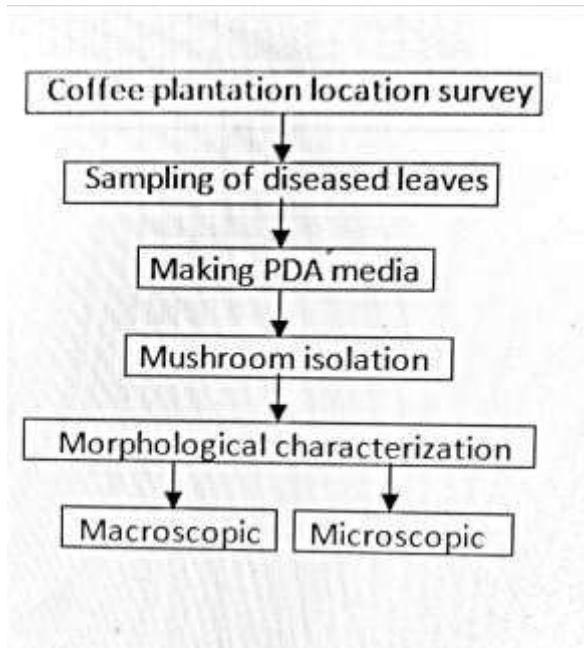 Coffee plantation location survey
Sampling of diseased leaves
Making PDA media
Mushroom isolation
Morphological characterization
Macroscopic
Microscopic